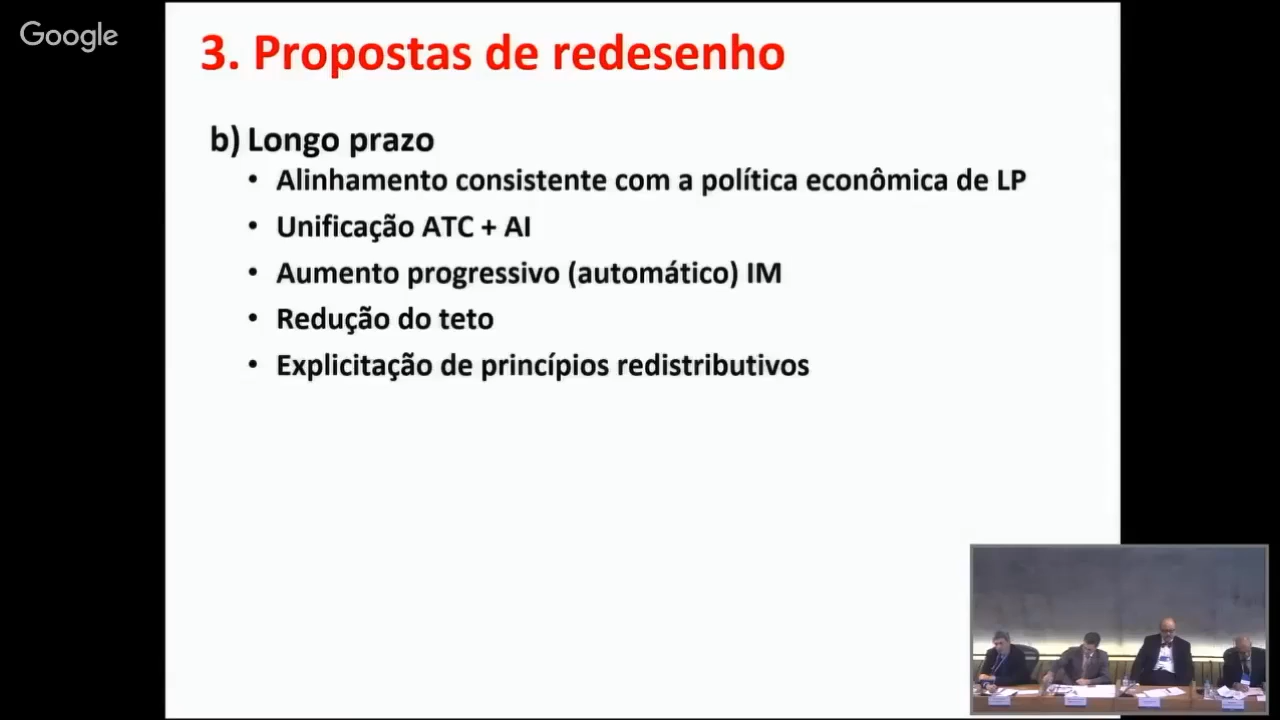 Google
3. Propostas de redesenho
b) Longo prazo
• Alinhamento consistente com a política econômica de LP
• Unificação ATC + AI
• Aumento progressivo (automático) IM
• Redução do teto
• Explicitação de princípios redistributivos